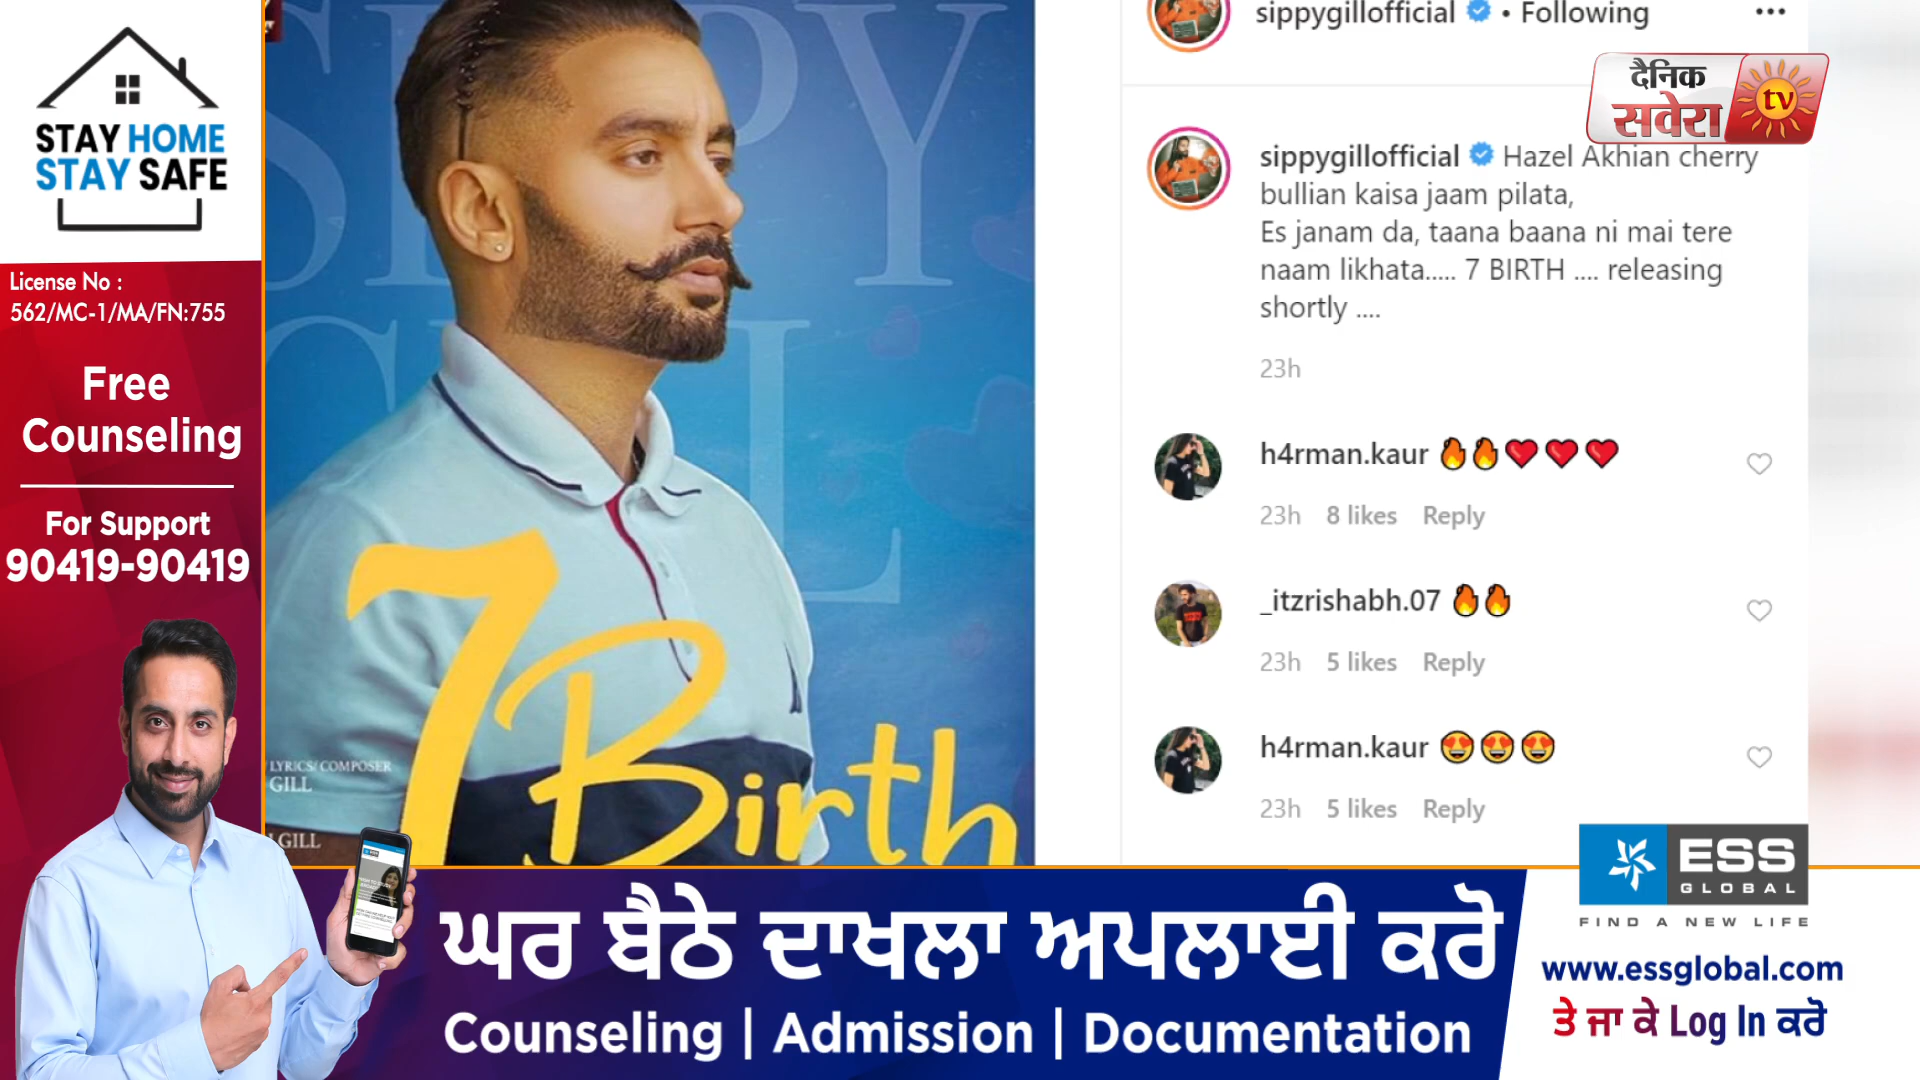 STAY HOME
STAY SAFE
License No :
562/MC-1/MA/FN:755
Free
Counseling
For Support
90419-90419
SIPPY
GILL
LYRICS/ COMPOSER
GILL
GILL
7 Birth
sippygillofficial • Following
दैनिक
सवेरा
tv
sippygillofficial Hazel Akhian cherry
bullian kaisa jaam pilata,
Es janam da, taana baana ni mai tere
naam likhata..... 7 BIRTH .... releasing
shortly ....
23h
h4rman.kaur 🔥🔥❤❤❤
23h 8 likes Reply
_itzrishabh.07 🔥🔥
23h 5 likes Reply
h4rman.kaur 😍😍😍
23h 5 likes Reply
ESS
GLOBAL
FIND A NEW LIFE
www.essglobal.com
ਤੇ ਜਾ ਕੇ Log In ਕਰੋ
ਘਰ ਬੈਠੇ ਦਾਖਲਾ ਅਪਲਾਈ ਕਰੋ
Counseling | Admission | Documentation